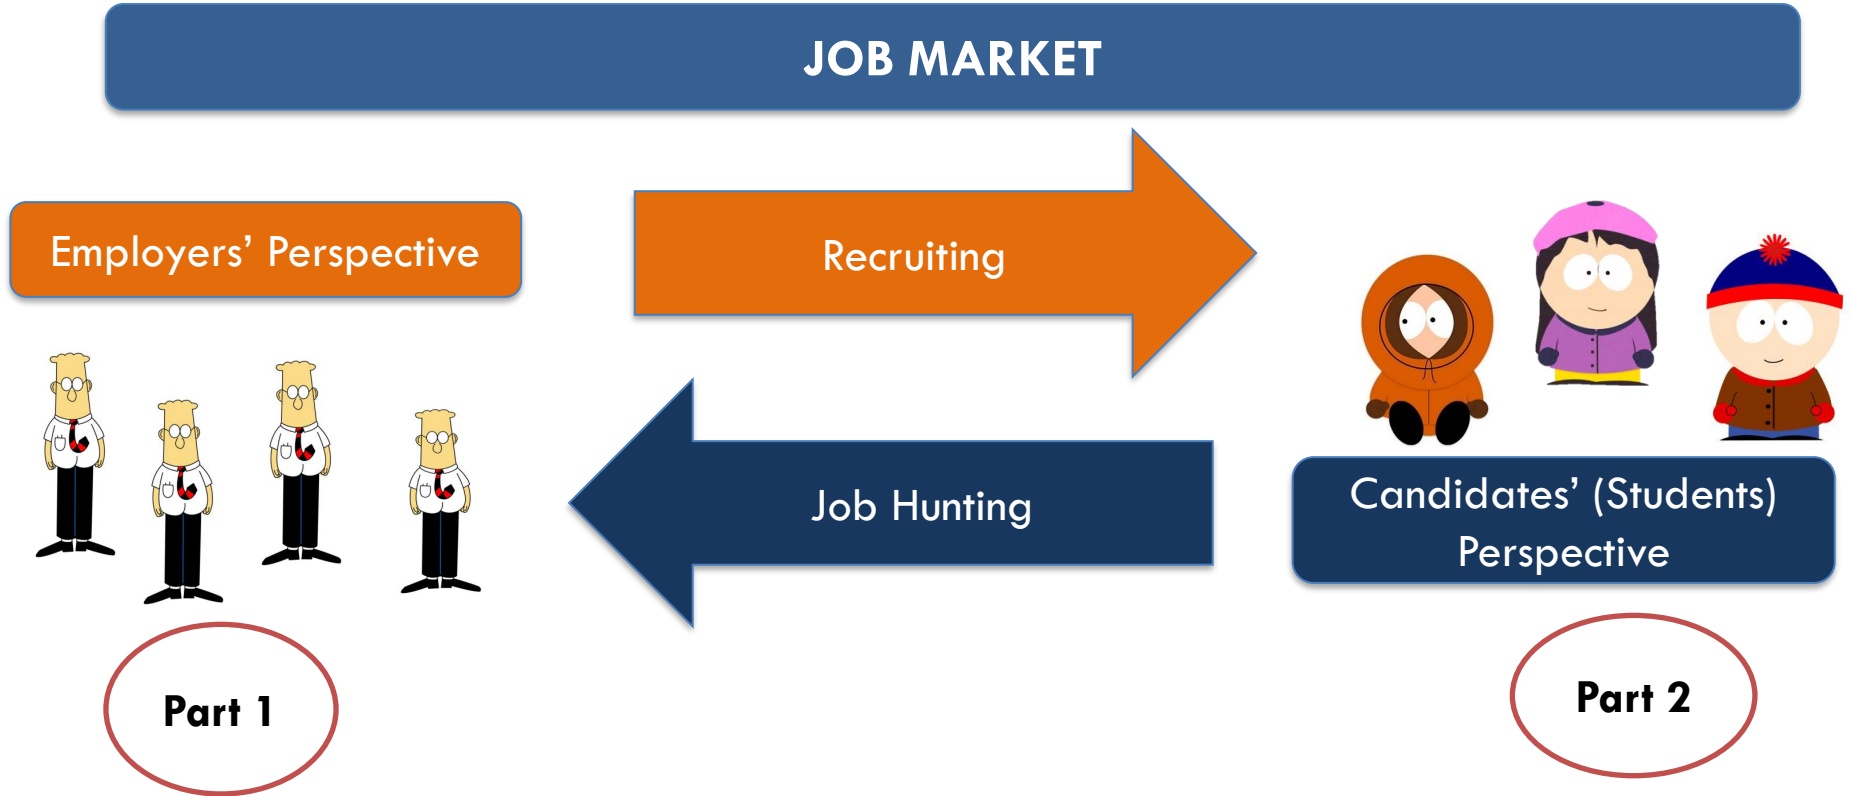 JOB MARKET
Employers’ Perspective
Recruiting
Job Hunting
Candidates’ (Students)
Perspective
Part 1
Part 2